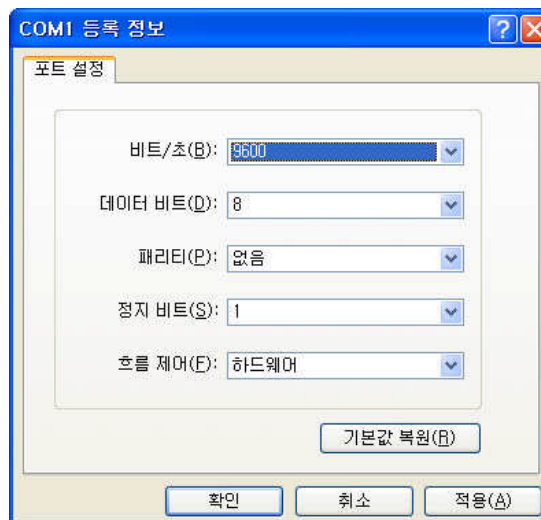 COM1 등록 정보
포트 설정
비트/초(B): 9600
데이터 비트(D): 8
패리티(P): 없음
정지 비트(S): 1
흐름 제어(F): 하드웨어
기본값 복원(R)
확인 취소 적용(A)